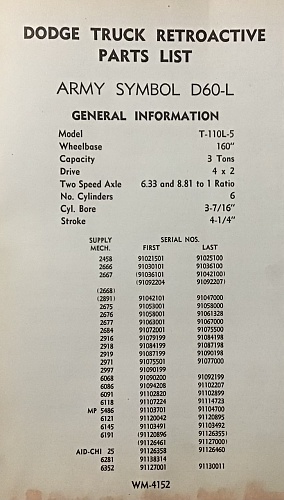 DODGE TRUCK RETROACTIVE
PARTS LIST
ARMY SYMBOL D60-L
GENERAL INFORMATION
Model T-110L-5
Wheelbase 160"
Capacity 3 Tons
Drive 4 x 2
Two Speed Axle 6.33 and 8.81 to 1 Ratio
No. Cylinders 6
Cyl. Bore 3-7/16"
Stroke 4-1/4"
SUPPLY SERIAL NOS.
MECH. FIRST LAST
2458 91021501 91025100
2666 91030101 91036100
2667 (91036101 91042100)
(91092204 91092207)
(2668)
(2891) 91042101 91047000
2675 91053001 91058000
2676 91058001 91061328
2677 91063001 91067000
2684 91072001 91075500
2916 91079199 91084198
2918 91084199 91087198
2919 91087199 91090198
2971 91075501 91077000
2997 91090199
6068 91090200 91092199
6086 91094208 91102207
6091 91102820 91102899
6118 91107224 91114723
MP 5486 91103701 91104700
6121 91120042 91120895
6145 91103491 91103492
6191 (91120896 91126355)
(91126461 91127000)
AID-CHI 25 91126358 91126460
6281 91138314
6352 91127001 91130011
WM-4152